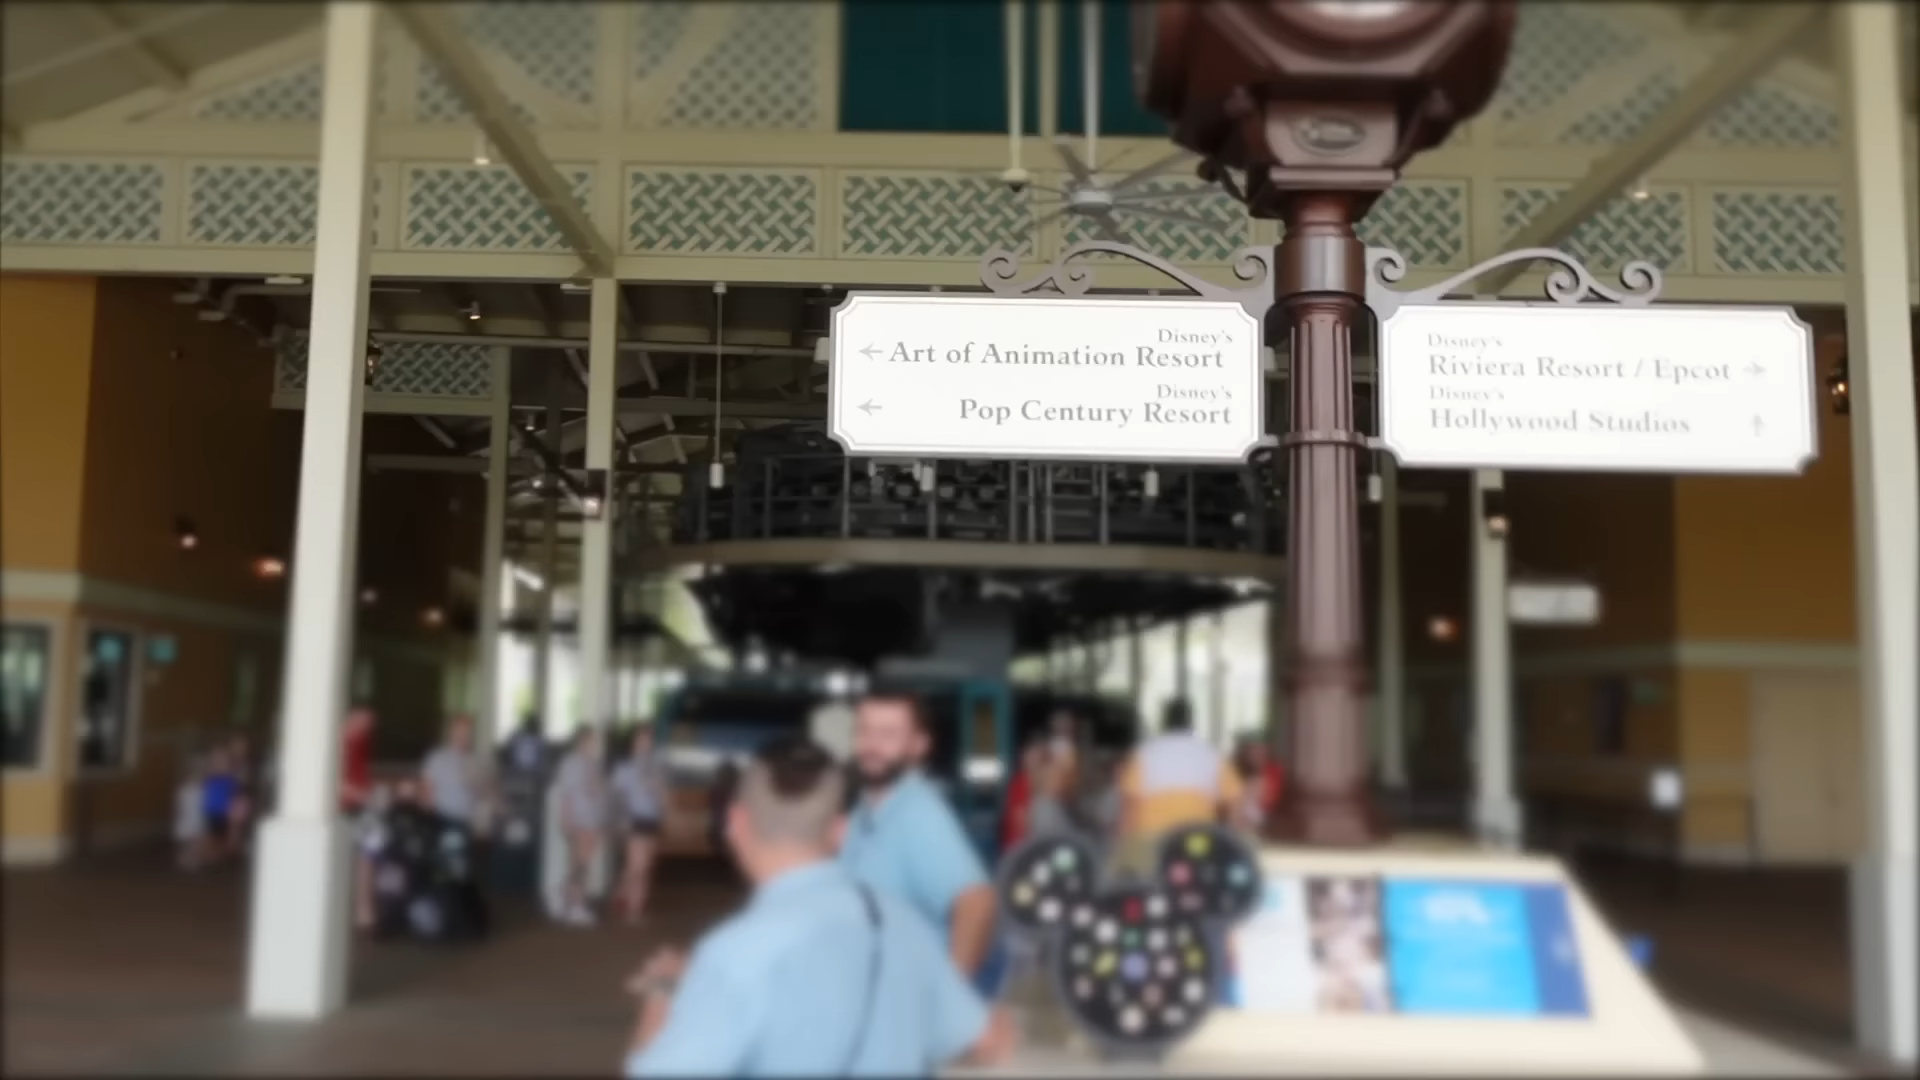 Disney's
← Art of Animation Resort
Disney's
← Pop Century Resort
Disney's
Riviera Resort / Epcot →
Disney's
Hollywood Studios ↑